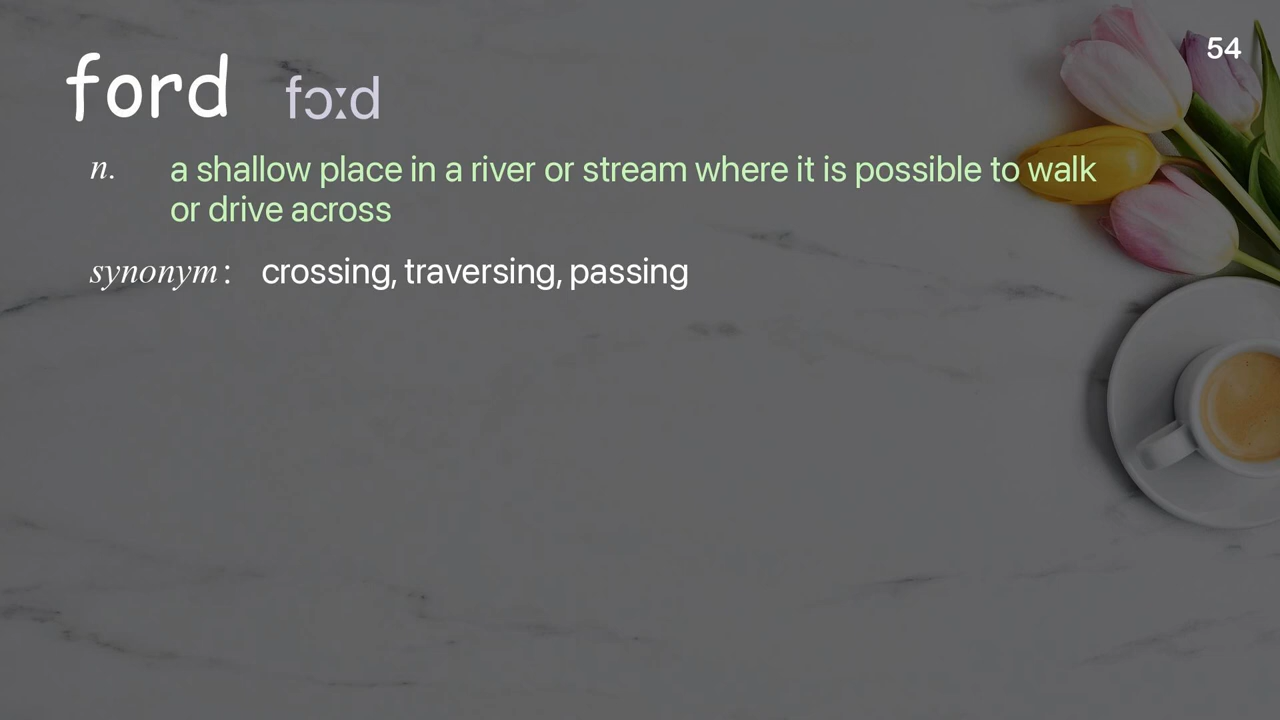 54
ford fɔːd
n. a shallow place in a river or stream where it is possible to walk
or drive across
synonym: crossing, traversing, passing